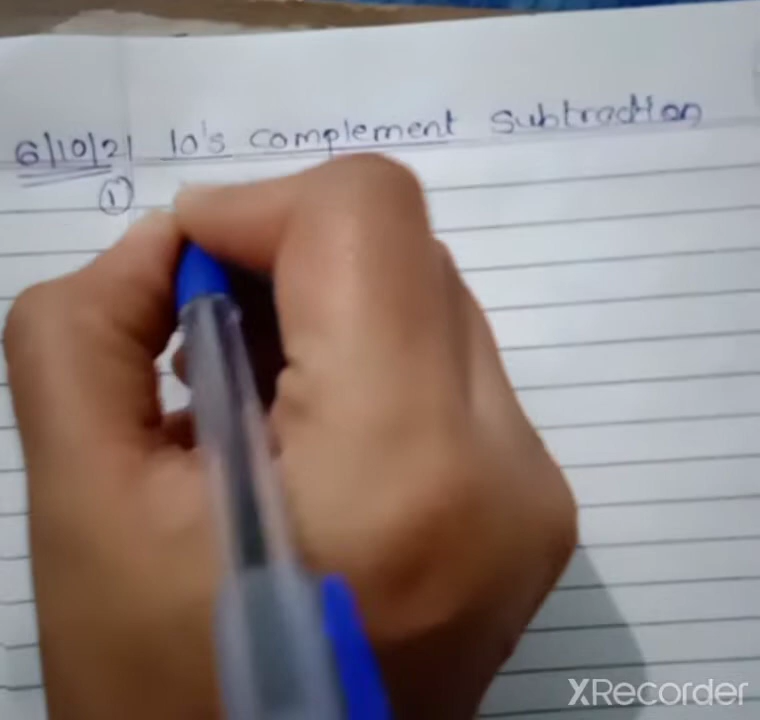 6/10/21 10's complement subtraction
①
XRecorder